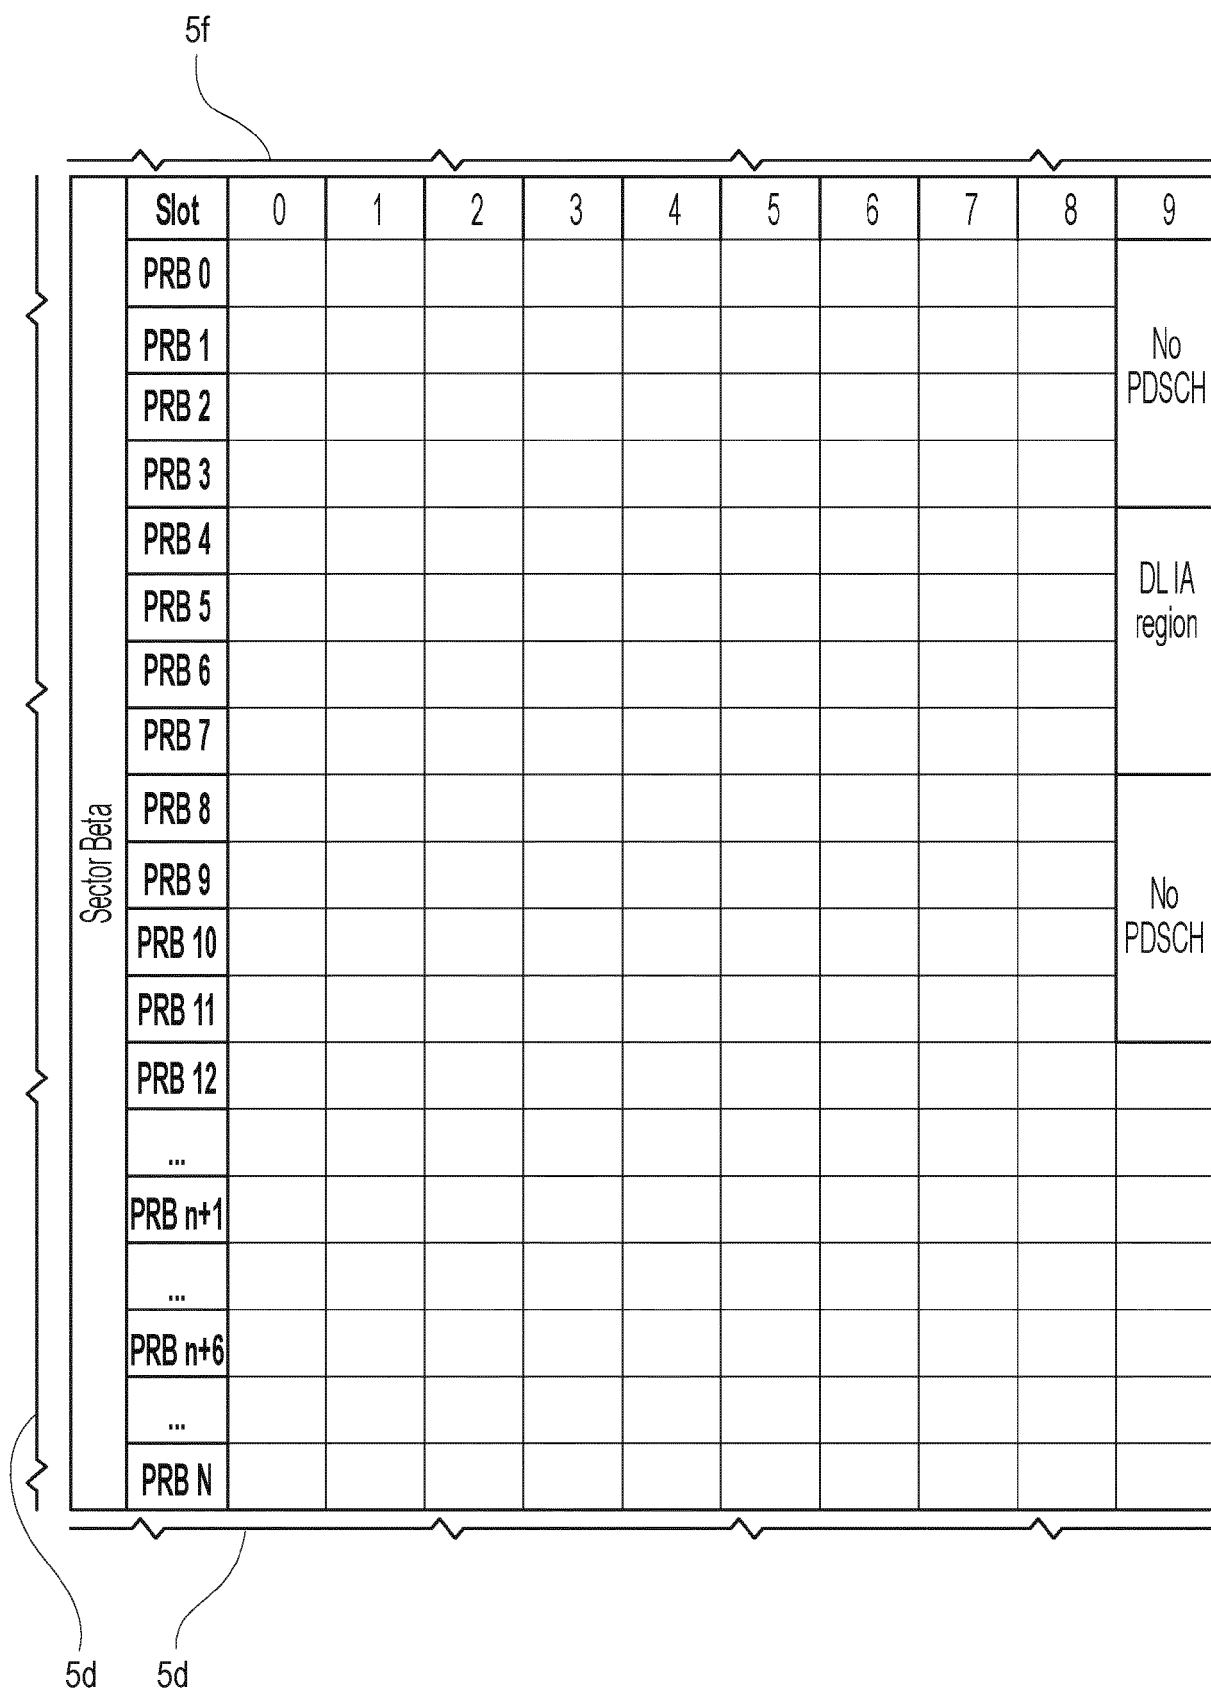 5f
Slot 0 1 2 3 4 5 6 7 8 9
PRB 0
PRB 1
No
PDSCH
PRB 2
PRB 3
PRB 4
DL IA
region
PRB 5
PRB 6
PRB 7
Sector Beta
PRB 8
PRB 9
No
PDSCH
PRB 10
PRB 11
PRB 12
...
PRB n+1
...
PRB n+6
...
PRB N
5d 5d